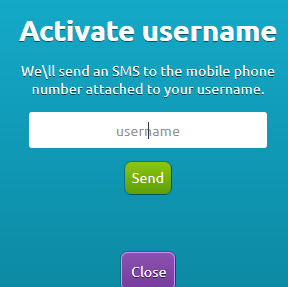 Activate username
We\ll send an SMS to the mobile phone
number attached to your username.
username
Send
Close